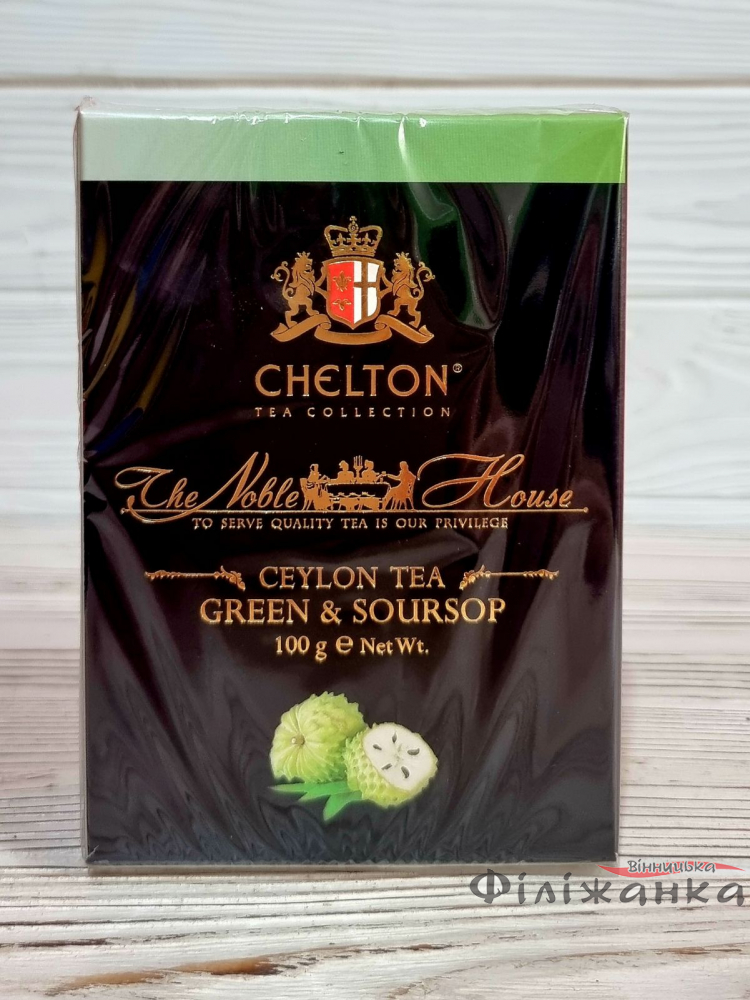 CHELTON®
TEA COLLECTION
The Noble House
TO SERVE QUALITY TEA IS OUR PRIVILEGE
CEYLON TEA
GREEN & SOURSOP
100 g ℮ Net Wt.
Вінницька
Філіжанка